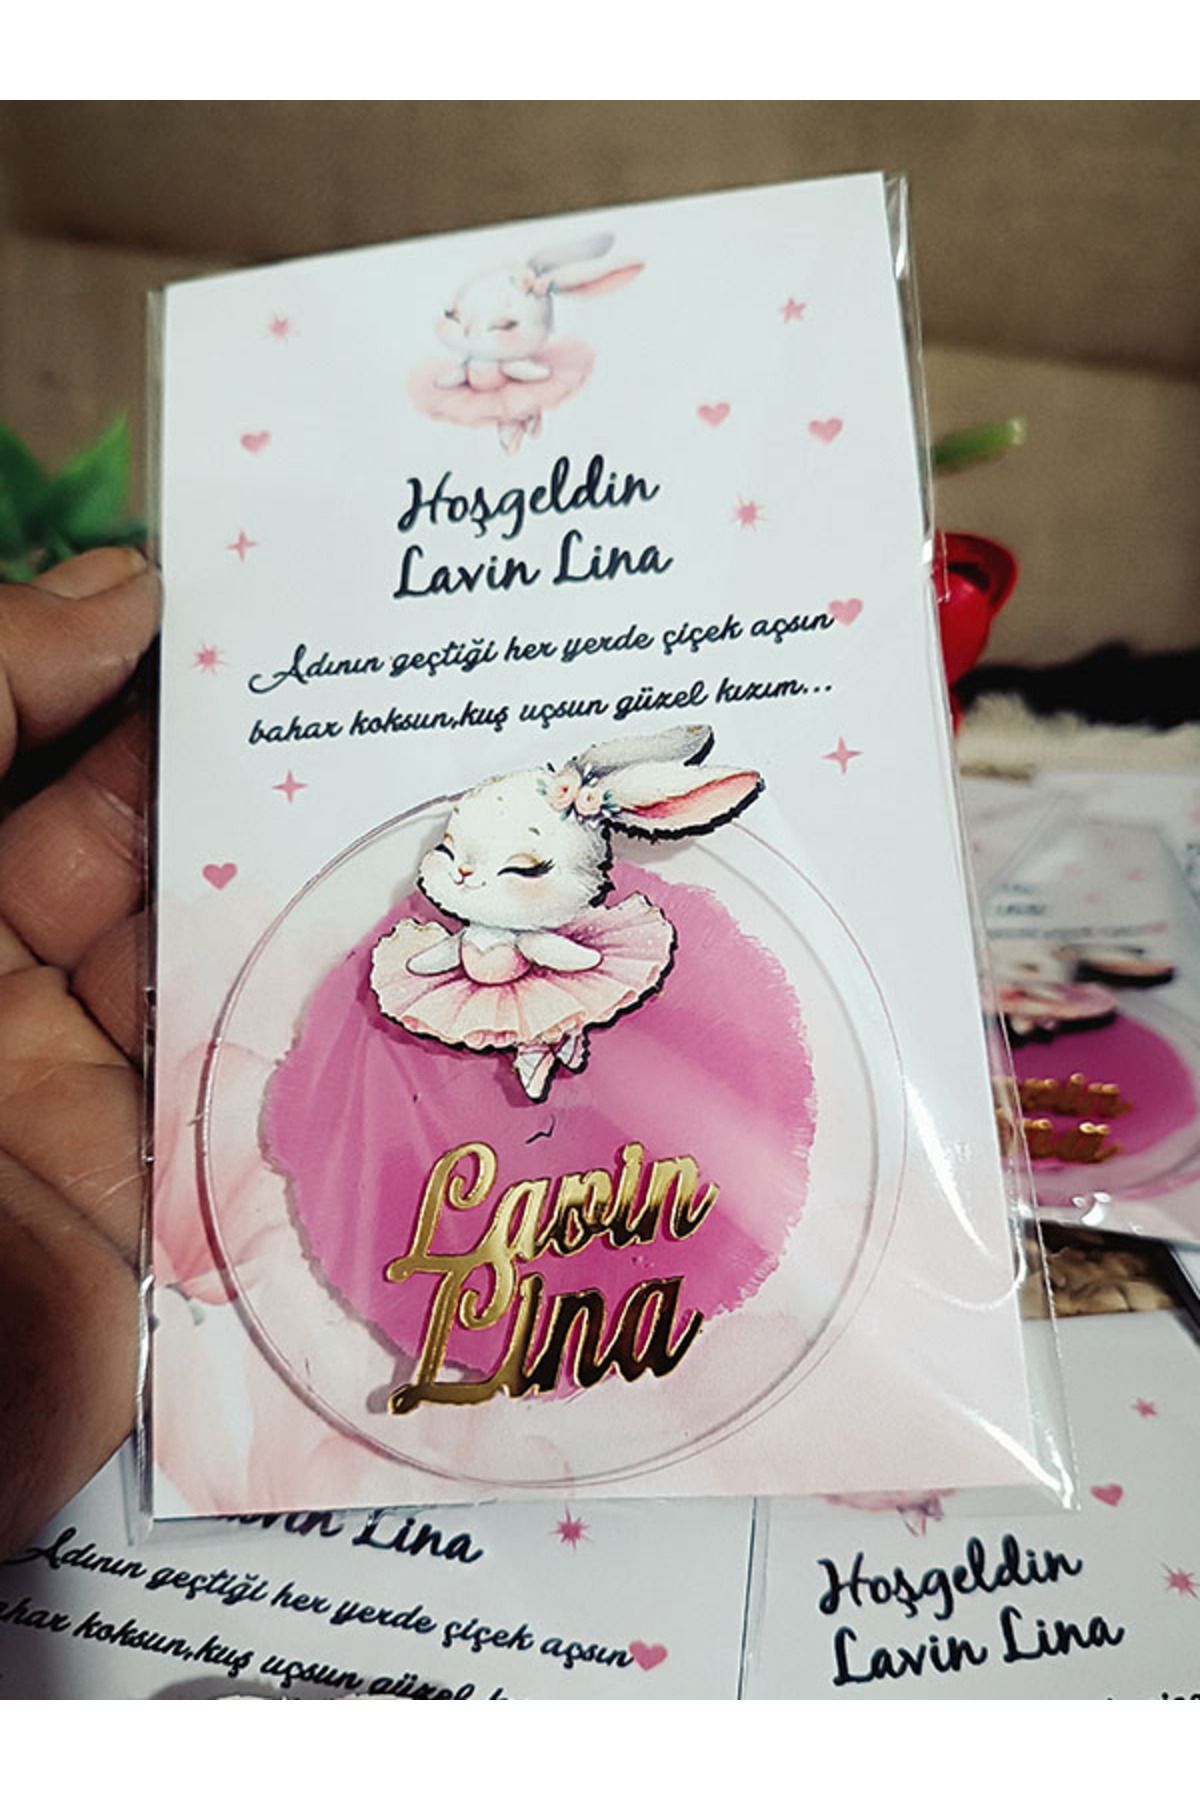 Hoşgeldin
Lavin Lina
Adının geçtiği her yerde çiçek açsın
bahar koksun,kuş uçsun güzel kızım...
Lavin
Lina
Lina
Adının geçtiği her yerde çiçek açsın
koksun,kuş uçsun güzel
Hoşgeldin
Lavin Lina